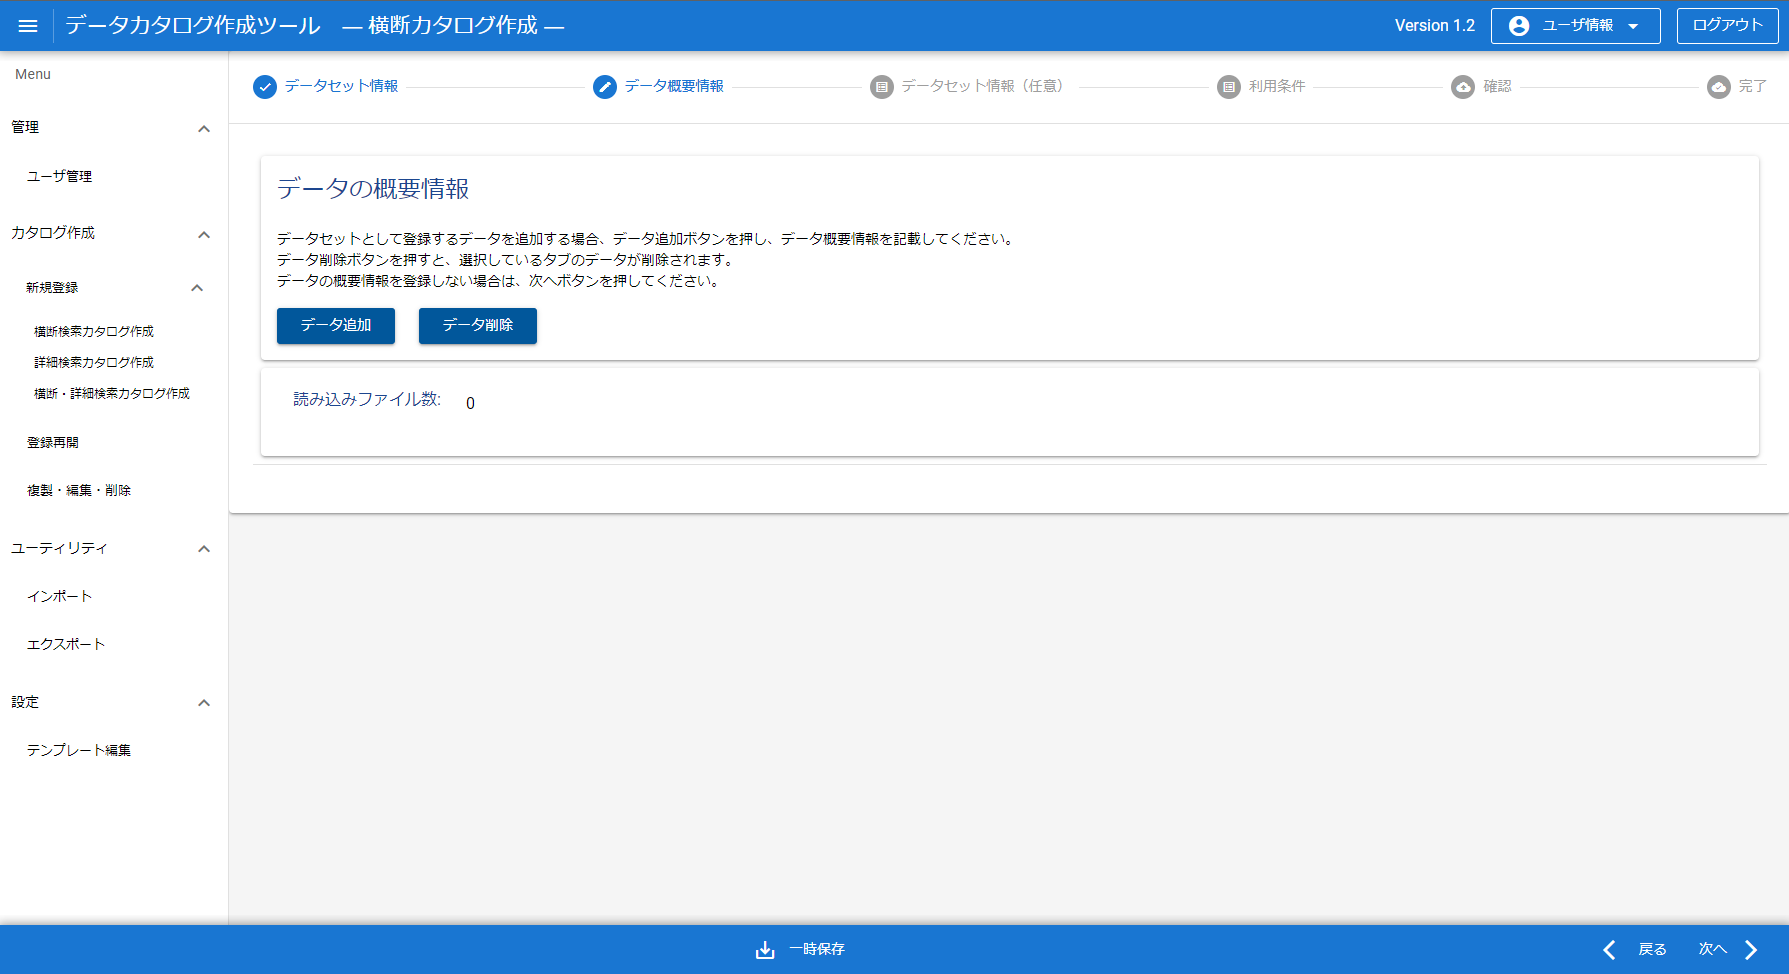 データカタログ作成ツール ― 横断カタログ作成 ―
Version 1.2
ユーザ情報
ログアウト
Menu
管理
ユーザ管理
カタログ作成
新規登録
横断検索カタログ作成
詳細検索カタログ作成
横断・詳細検索カタログ作成
登録再開
複製・編集・削除
ユーティリティ
インポート
エクスポート
設定
テンプレート編集
データセット情報
データ概要情報
データセット情報（任意）
利用条件
確認
完了
データの概要情報
データセットとして登録するデータを追加する場合、データ追加ボタンを押し、データ概要情報を記載してください。
データ削除ボタンを押すと、選択しているタブのデータが削除されます。
データの概要情報を登録しない場合は、次へボタンを押してください。
データ追加
データ削除
読み込みファイル数: 0
一時保存
戻る
次へ